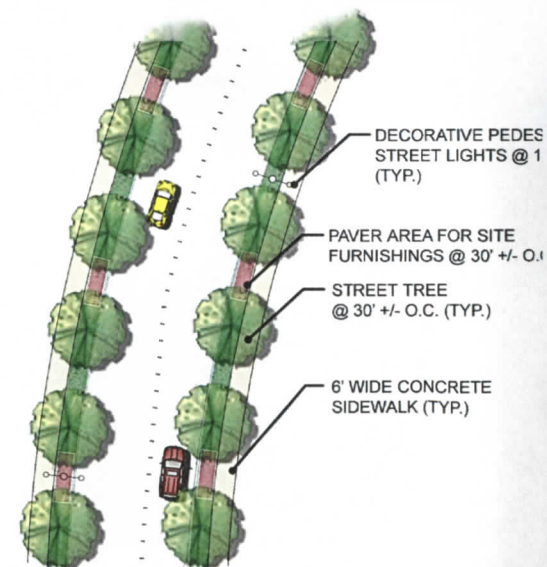 DECORATIVE PEDES
STREET LIGHTS @ 1
(TYP.)
PAVER AREA FOR SITE
FURNISHINGS @ 30' +/- O.
STREET TREE
@ 30' +/- O.C. (TYP.)
6' WIDE CONCRETE
SIDEWALK (TYP.)